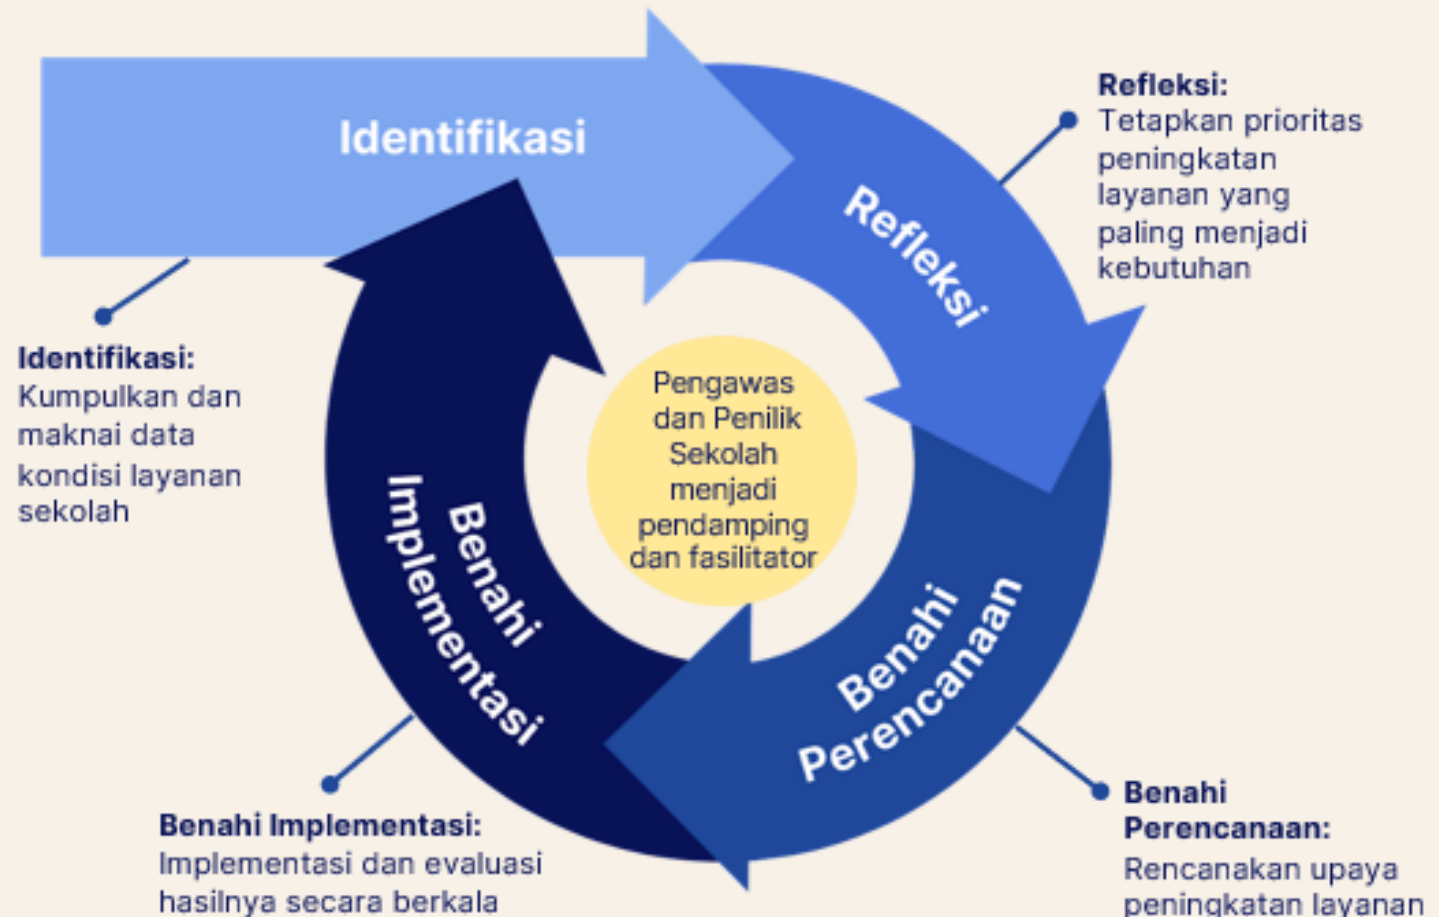 Identifikasi
Refleksi
Benahi
Perencanaan
Benahi
Implementasi
Pengawas
dan Penilik
Sekolah
menjadi
pendamping
dan fasilitator
Identifikasi:
Kumpulkan dan
maknai data
kondisi layanan
sekolah
Refleksi:
Tetapkan prioritas
peningkatan
layanan yang
paling menjadi
kebutuhan
Benahi
Perencanaan:
Rencanakan upaya
peningkatan layanan
Benahi Implementasi:
Implementasi dan evaluasi
hasilnya secara berkala